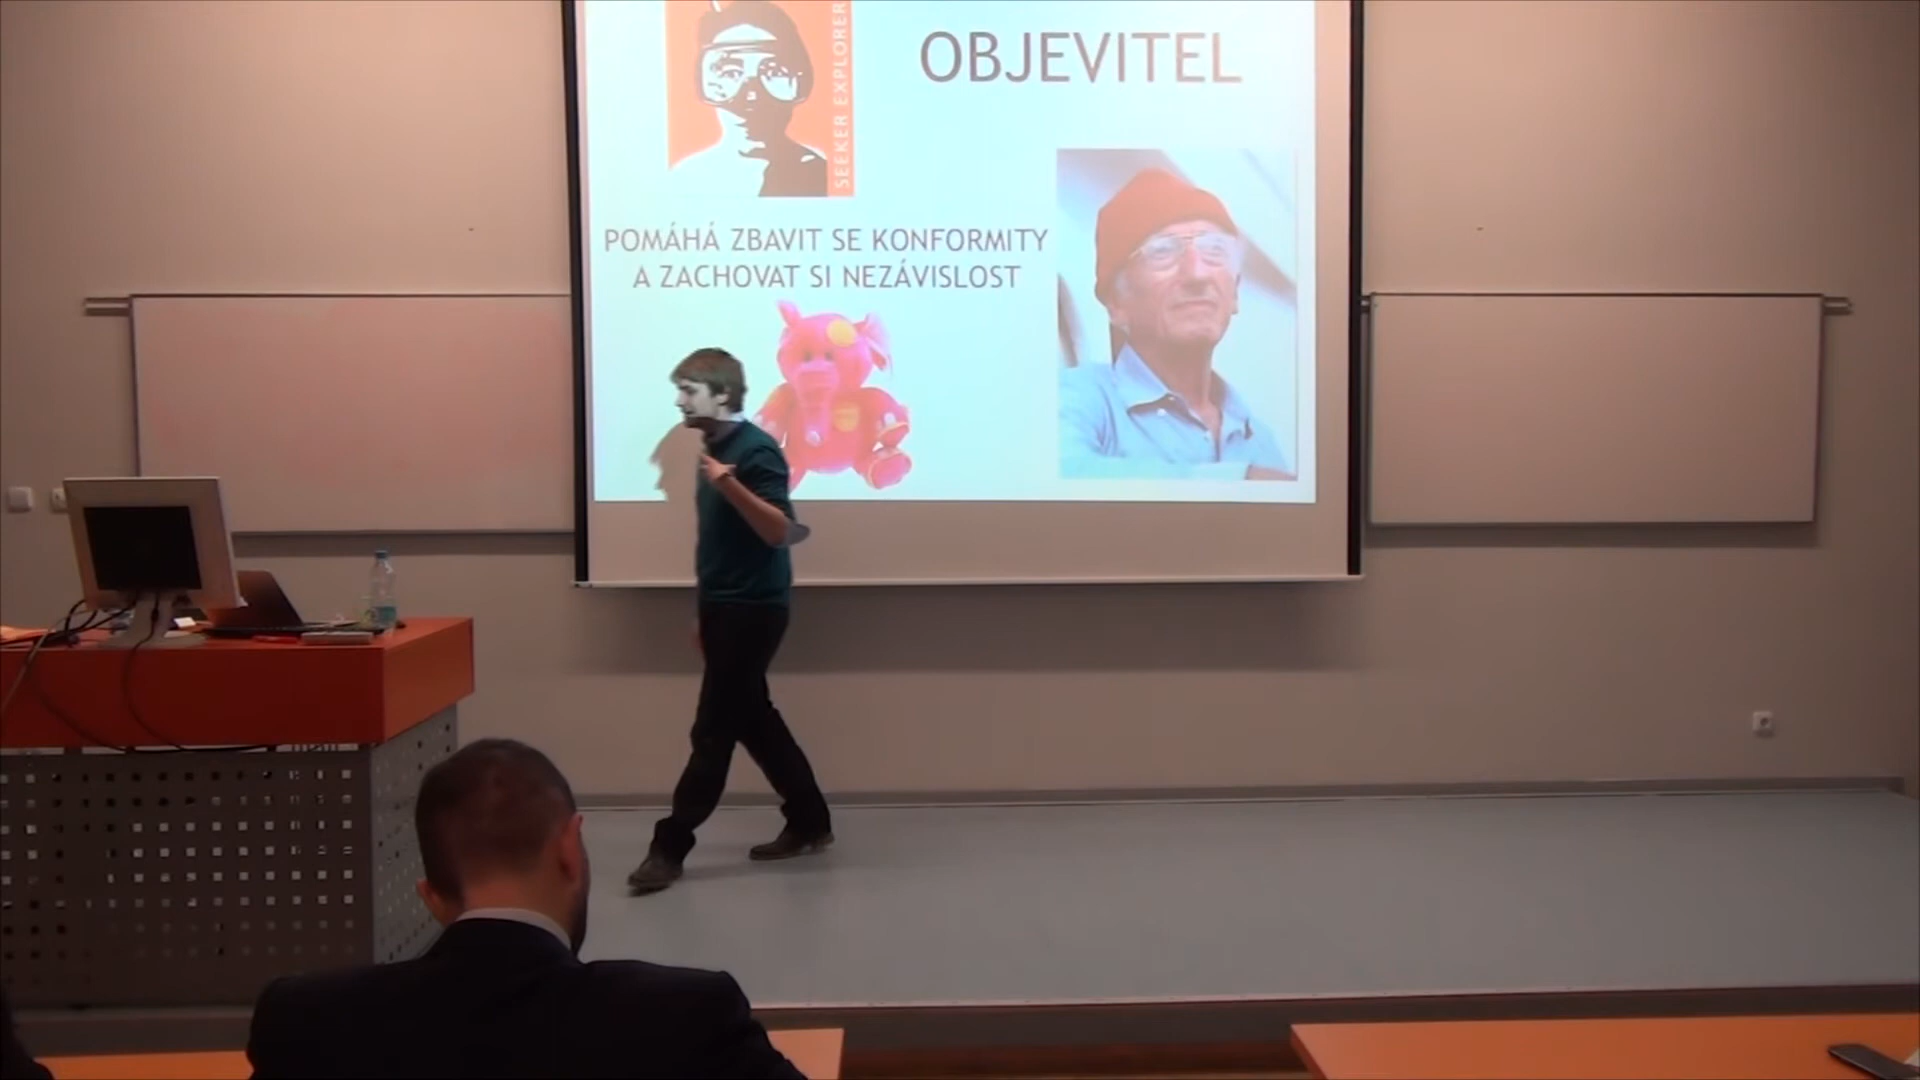 SEEKER EXPLORER
OBJEVITEL
POMÁHÁ ZBAVIT SE KONFORMITY
A ZACHOVAT SI NEZÁVISLOST